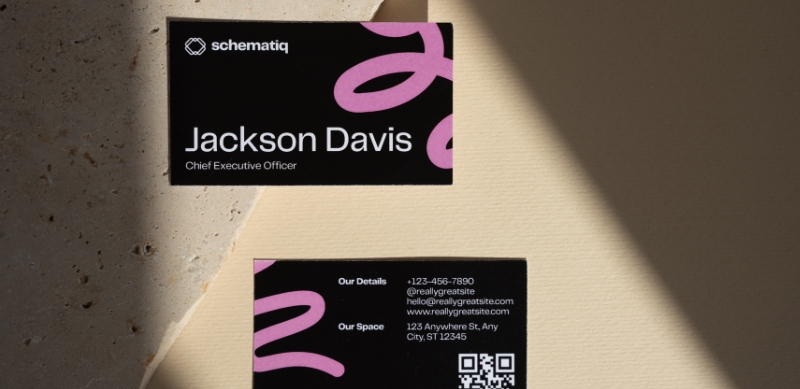 schematiq
Jackson Davis
Chief Executive Officer
Our Details
+123-456-7890
@reallygreatsite
hello@reallygreatsite.com
www.reallygreatsite.com
Our Space
123 Anywhere St, Any
City, ST 12345